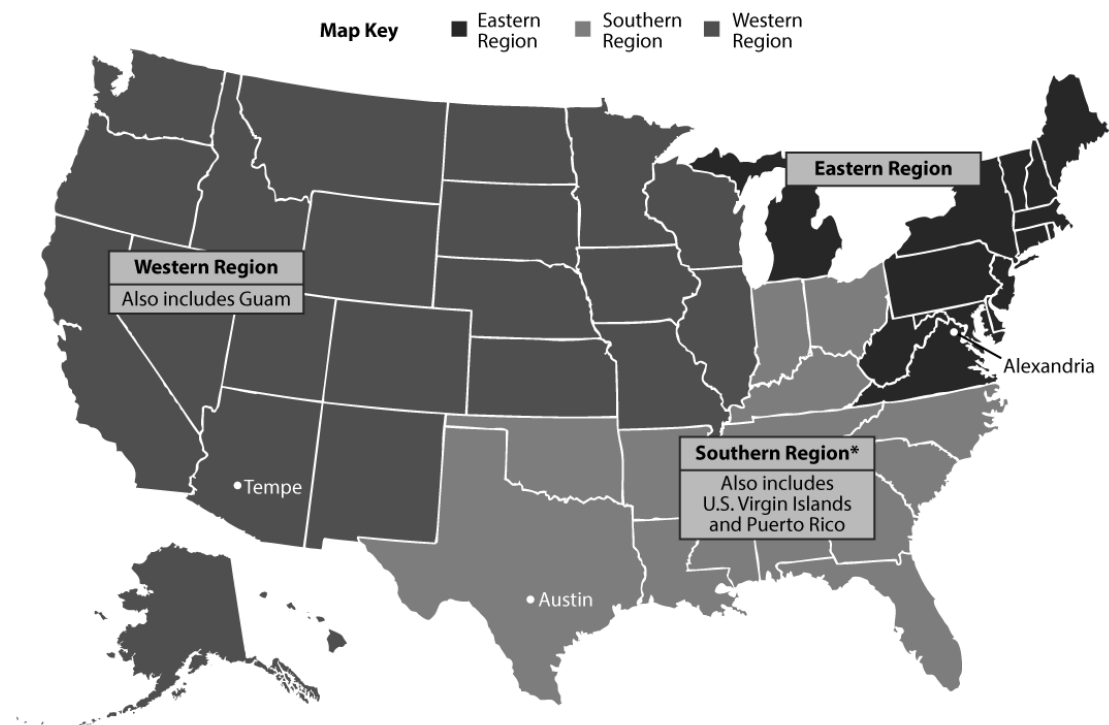 Map Key
Eastern
Region
Southern
Region
Western
Region
Eastern Region
Western Region
Also includes Guam
Alexandria
Southern Region*
Also includes
U.S. Virgin Islands
and Puerto Rico
Tempe
Austin